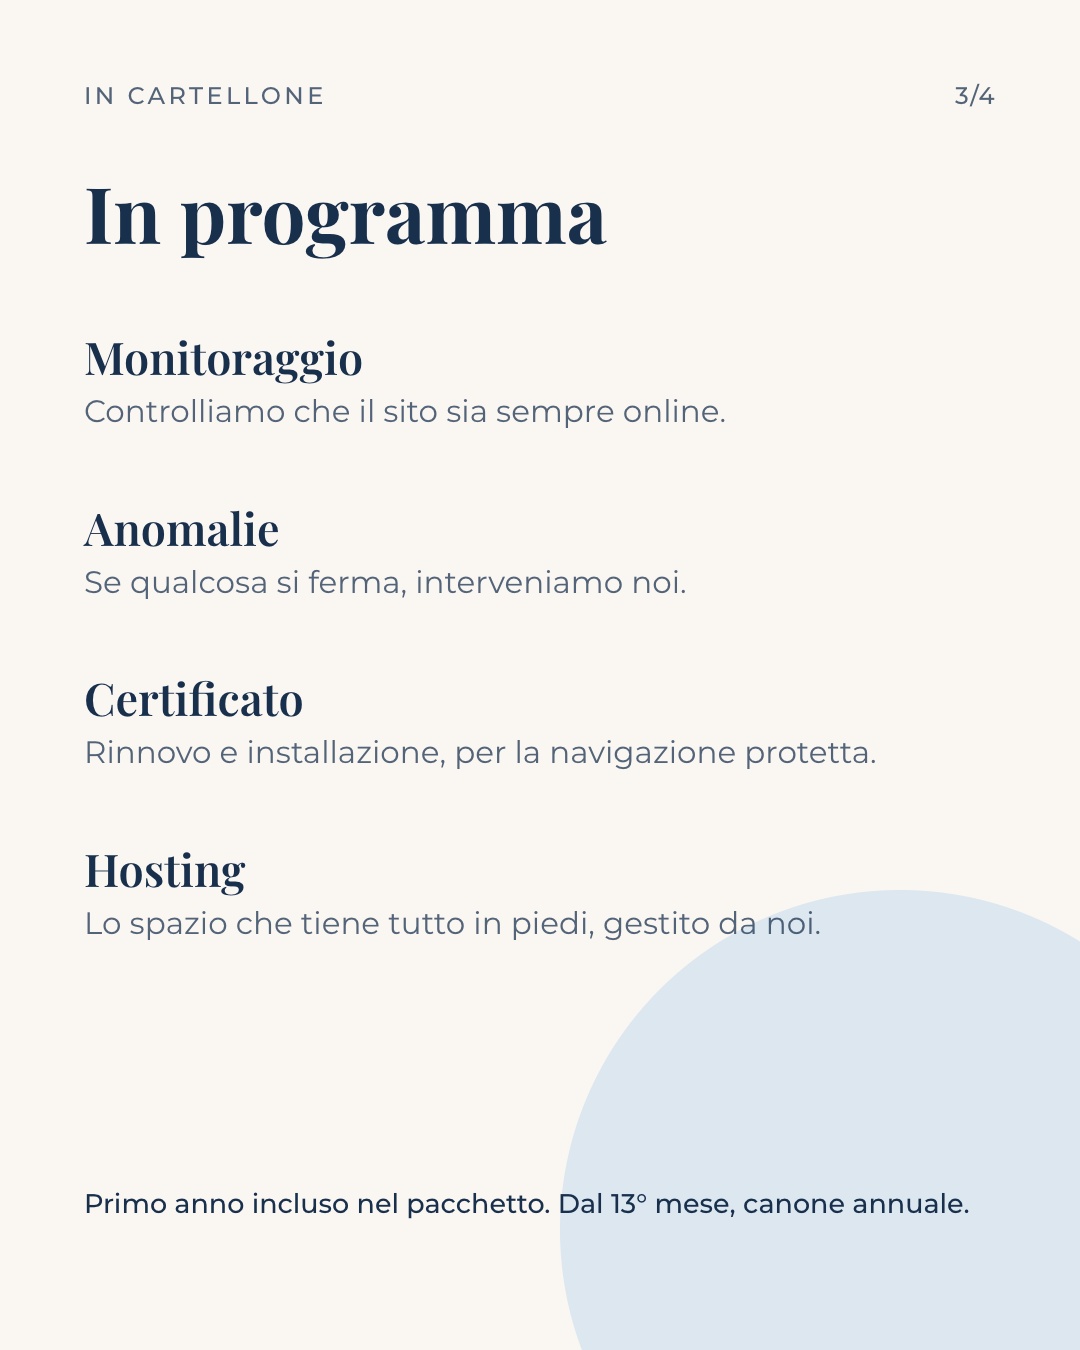 IN CARTELLONE
3/4
In programma
Monitoraggio
Controlliamo che il sito sia sempre online.
Anomalie
Se qualcosa si ferma, interveniamo noi.
Certificato
Rinnovo e installazione, per la navigazione protetta.
Hosting
Lo spazio che tiene tutto in piedi, gestito da noi.
Primo anno incluso nel pacchetto. Dal 13° mese, canone annuale.